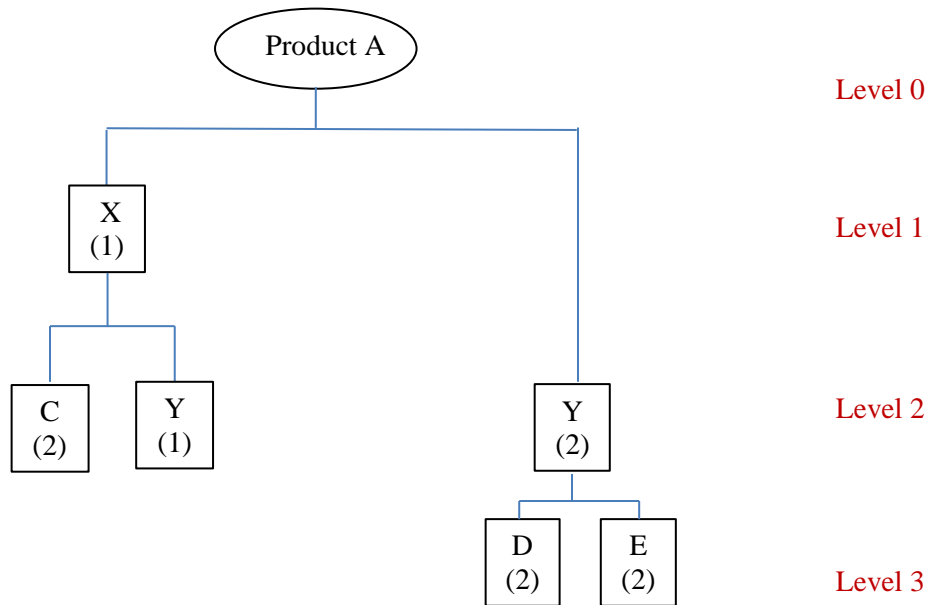 Product A
Level 0
X
(1)
Level 1
C
(2)
Y
(1)
Y
(2)
Level 2
D
(2)
E
(2)
Level 3